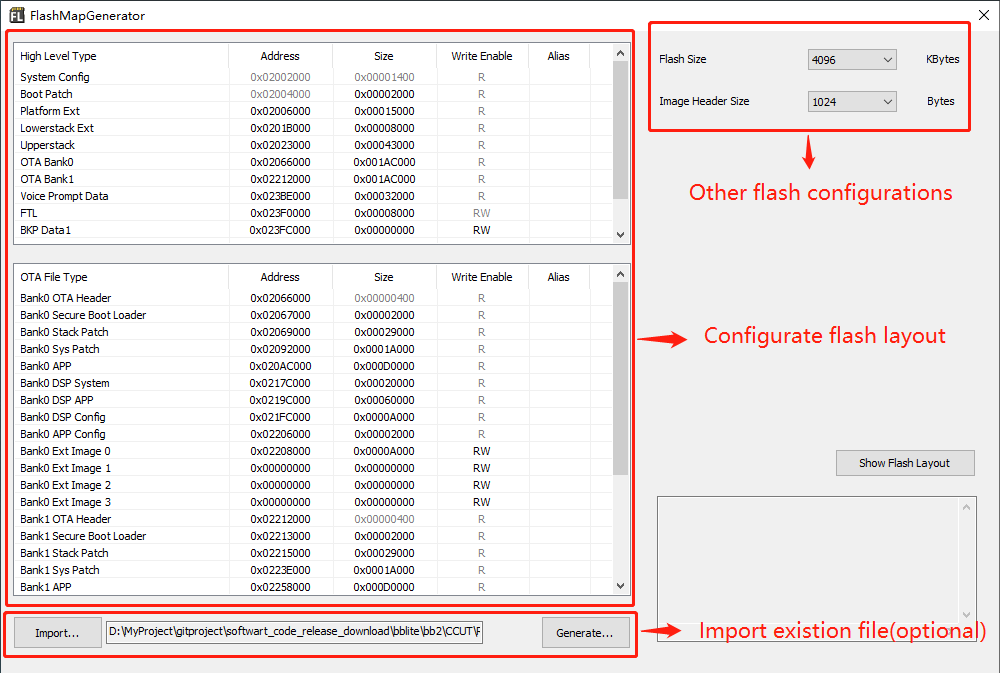 FL FlashMapGenerator
High Level Type Address Size Write Enable Alias
System Config 0x02002000 0x00001400 R
Boot Patch 0x02004000 0x00002000 R
Platform Ext 0x02006000 0x00015000 R
Lowerstack Ext 0x0201B000 0x00008000 R
Upperstack 0x02023000 0x00043000 R
OTA Bank0 0x02066000 0x001AC000 R
OTA Bank1 0x02212000 0x001AC000 R
Voice Prompt Data 0x023BE000 0x00032000 R
FTL 0x023F0000 0x00008000 RW
BKP Data1 0x023FC000 0x00000000 RW
Flash Size 4096 KBytes
Image Header Size 1024 Bytes
Other flash configurations
OTA File Type Address Size Write Enable Alias
Bank0 OTA Header 0x02066000 0x00000400 R
Bank0 Secure Boot Loader 0x02067000 0x00002000 R
Bank0 Stack Patch 0x02069000 0x00029000 R
Bank0 Sys Patch 0x02092000 0x0001A000 R
Bank0 APP 0x020AC000 0x000D0000 R
Bank0 DSP System 0x0217C000 0x00020000 R
Bank0 DSP APP 0x0219C000 0x00060000 R
Bank0 DSP Config 0x021FC000 0x0000A000 R
Bank0 APP Config 0x02206000 0x00002000 R
Bank0 Ext Image 0 0x02208000 0x0000A000 RW
Bank0 Ext Image 1 0x00000000 0x00000000 RW
Bank0 Ext Image 2 0x00000000 0x00000000 RW
Bank0 Ext Image 3 0x00000000 0x00000000 RW
Bank1 OTA Header 0x02212000 0x00000400 R
Bank1 Secure Boot Loader 0x02213000 0x00002000 R
Bank1 Stack Patch 0x02215000 0x00029000 R
Bank1 Sys Patch 0x0223E000 0x0001A000 R
Bank1 APP 0x02258000 0x000D0000 R
Configurate flash layout
Show Flash Layout
Import... D:\MyProject\gitproject\softwart_code_release_download\bblite\bb2\CCUT\F Generate...
Import existion file(optional)